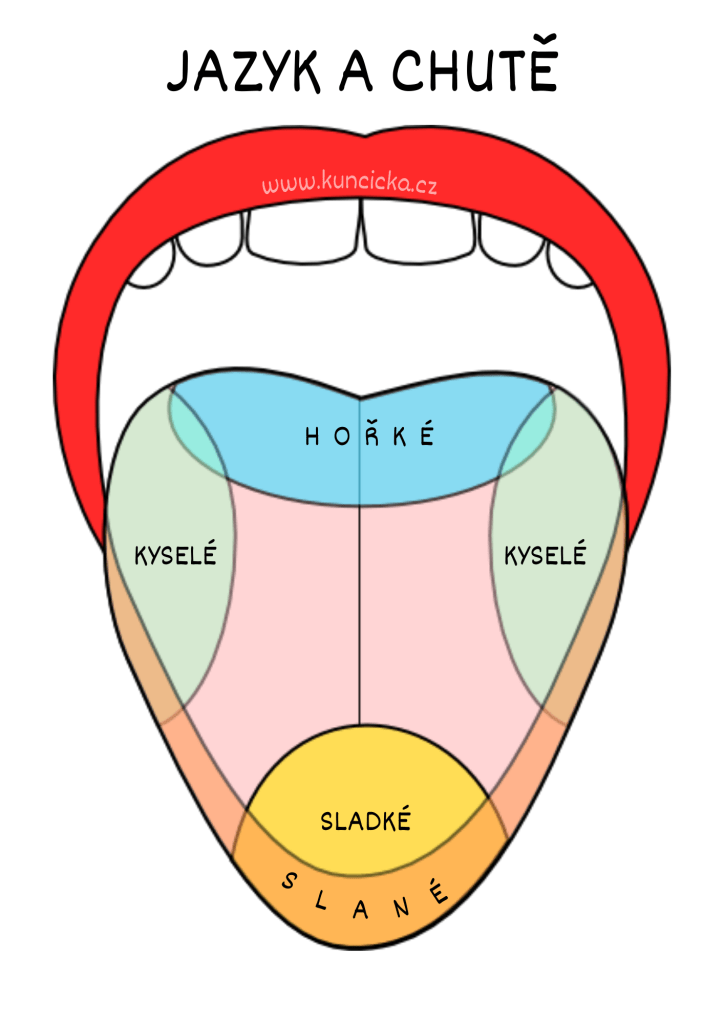 JAZYK A CHUTĚ
www.kuncicka.cz
HOŘKÉ
KYSELÉ
KYSELÉ
SLADKÉ
SLANÉ